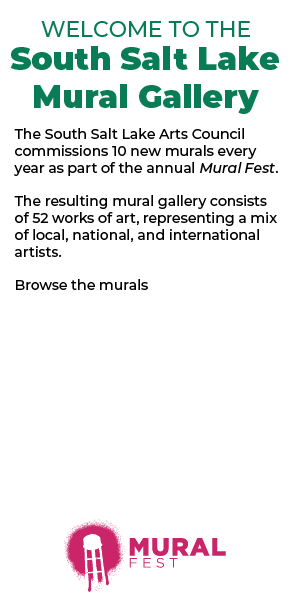 WELCOME TO THE
South Salt Lake
Mural Gallery
The South Salt Lake Arts Council
commissions 10 new murals every
year as part of the annual Mural Fest.
The resulting mural gallery consists
of 52 works of art, representing a mix
of local, national, and international
artists.
Browse the murals
MURAL
FEST